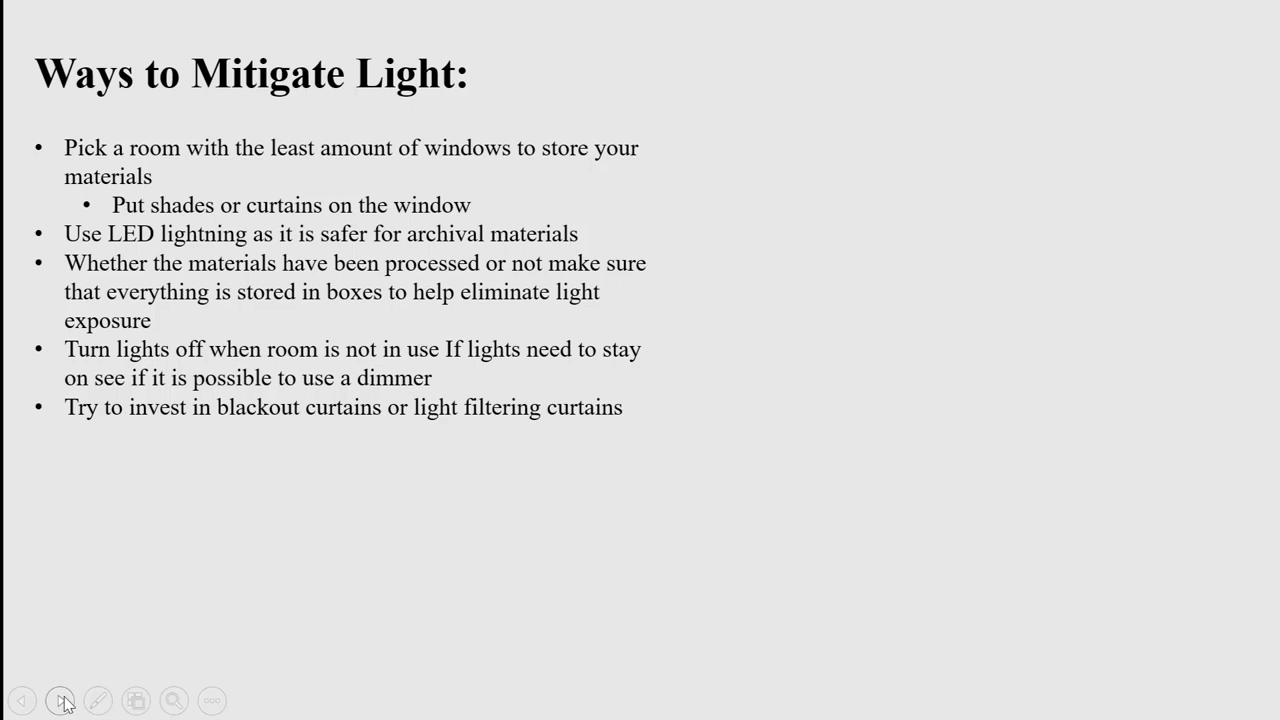 Ways to Mitigate Light:
• Pick a room with the least amount of windows to store your
materials
• Put shades or curtains on the window
• Use LED lightning as it is safer for archival materials
• Whether the materials have been processed or not make sure
that everything is stored in boxes to help eliminate light
exposure
• Turn lights off when room is not in use If lights need to stay
on see if it is possible to use a dimmer
• Try to invest in blackout curtains or light filtering curtains